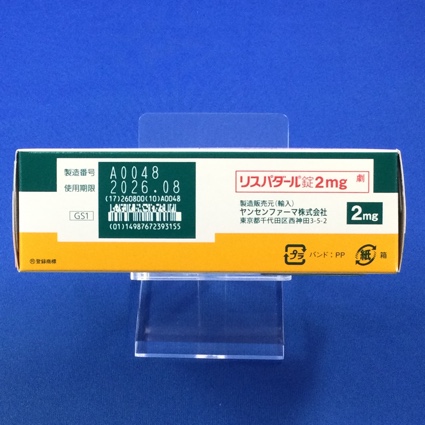 製造番号 A0048
使用期限 2026.08
(17)260800(10)A0048
GS1
(01)14987672393155
リスパダール錠2mg 劇
製造販売元(輸入)
ヤンセンファーマ株式会社
東京都千代田区西神田3-5-2
2mg
Ⓡ登録商標
プラ バンド:PP 紙 箱